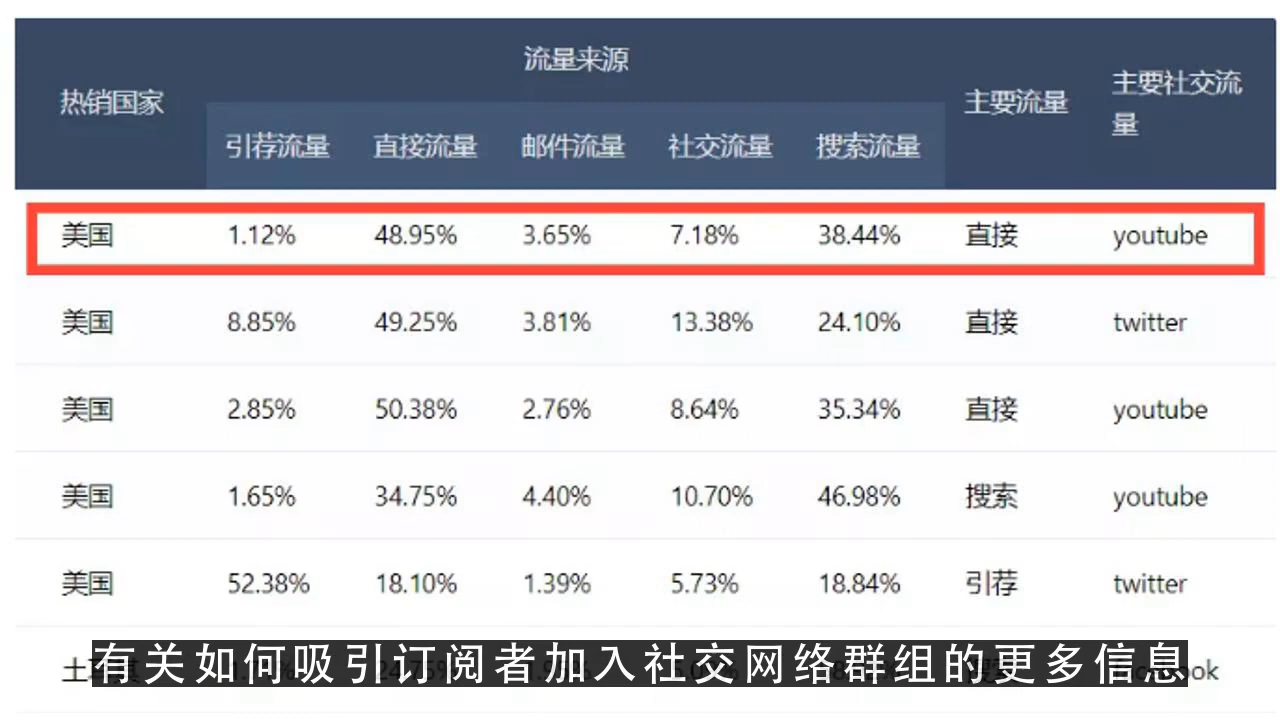 流量来源
热销国家
主要流量
主要社交流
量
引荐流量 直接流量 邮件流量 社交流量 搜索流量
美国 1.12% 48.95% 3.65% 7.18% 38.44% 直接 youtube
美国 8.85% 49.25% 3.81% 13.38% 24.10% 直接 twitter
美国 2.85% 50.38% 2.76% 8.64% 35.34% 直接 youtube
美国 1.65% 34.75% 4.40% 10.70% 46.98% 搜索 youtube
美国 52.38% 18.10% 1.39% 5.73% 18.84% 引荐 twitter
有关如何吸引订阅者加入社交网络群组的更多信息